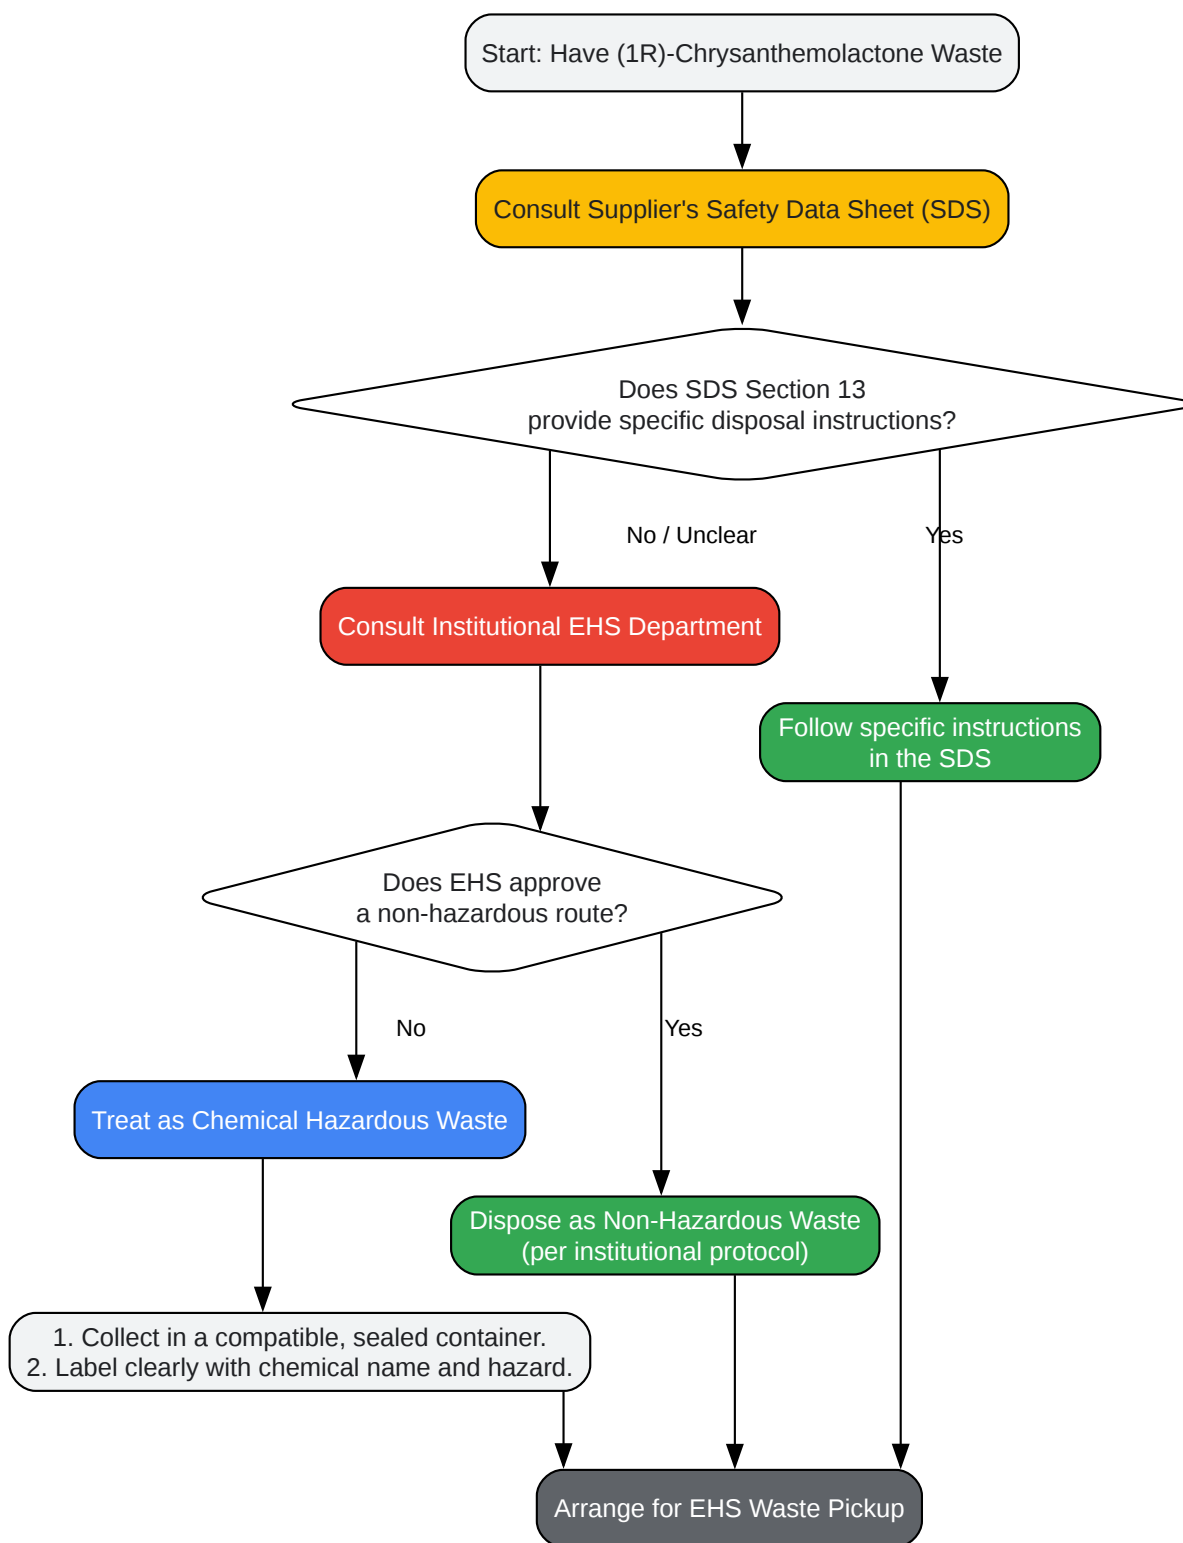 Start: Have (1R)-Chrysanthemolactone Waste
Consult Supplier's Safety Data Sheet (SDS)
Does SDS Section 13
provide specific disposal instructions?
No / Unclear
Yes
Consult Institutional EHS Department
Follow specific instructions
in the SDS
Does EHS approve
a non-hazardous route?
No
Yes
Treat as Chemical Hazardous Waste
Dispose as Non-Hazardous Waste
(per institutional protocol)
1. Collect in a compatible, sealed container.
2. Label clearly with chemical name and hazard.
Arrange for EHS Waste Pickup